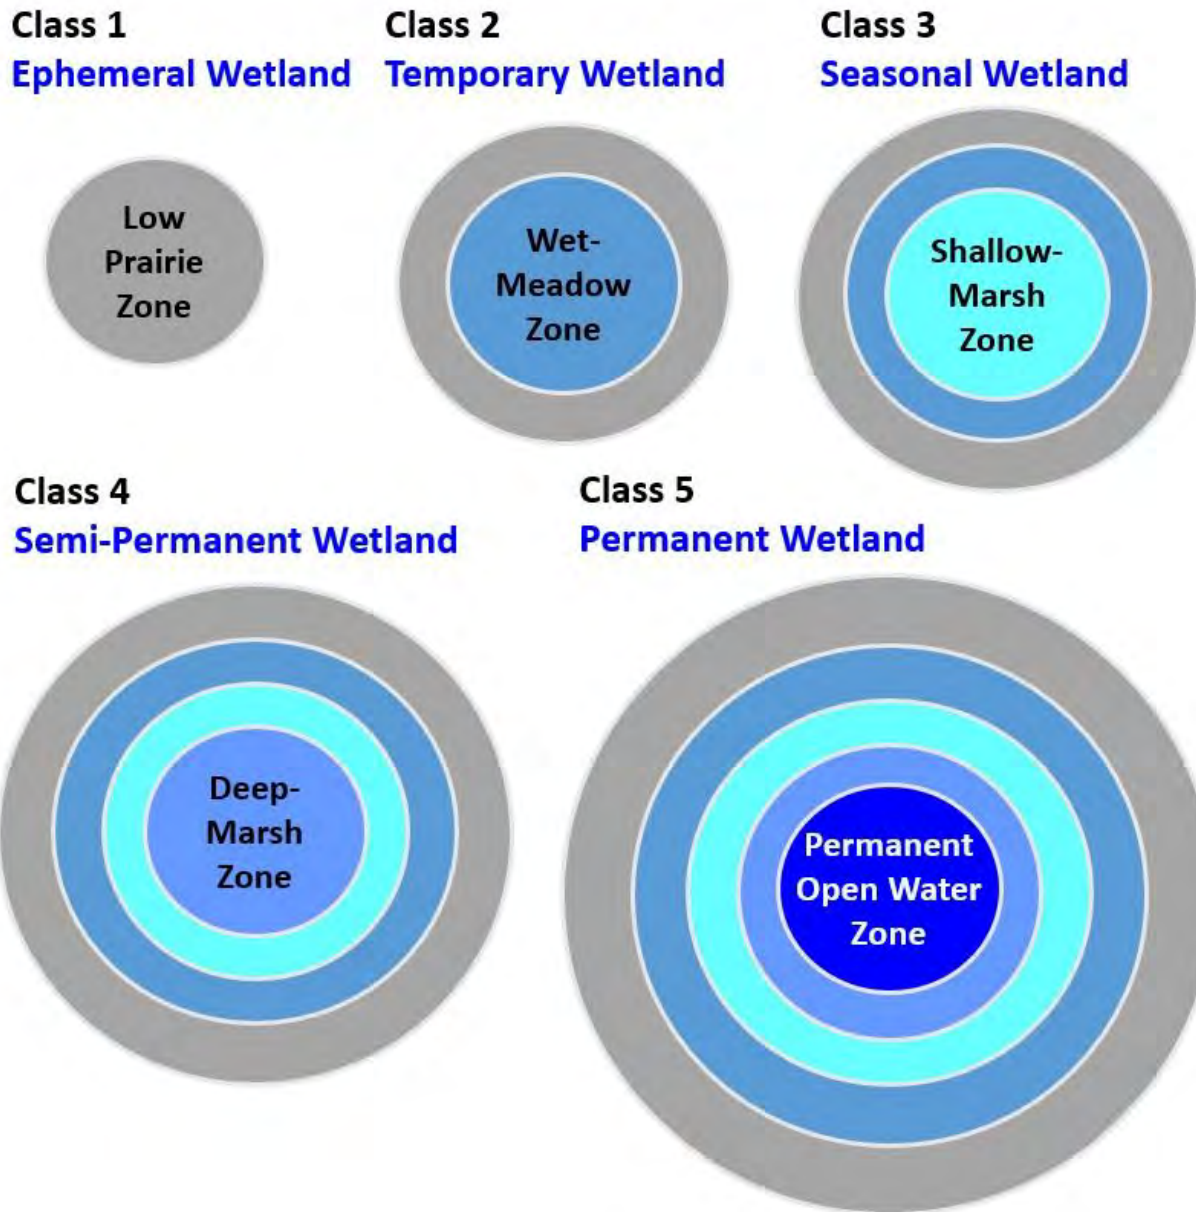 Class 1
Ephemeral Wetland
Low
Prairie
Zone
Class 2
Temporary Wetland
Wet-
Meadow
Zone
Class 3
Seasonal Wetland
Shallow-
Marsh
Zone
Class 4
Semi-Permanent Wetland
Deep-
Marsh
Zone
Class 5
Permanent Wetland
Permanent
Open Water
Zone